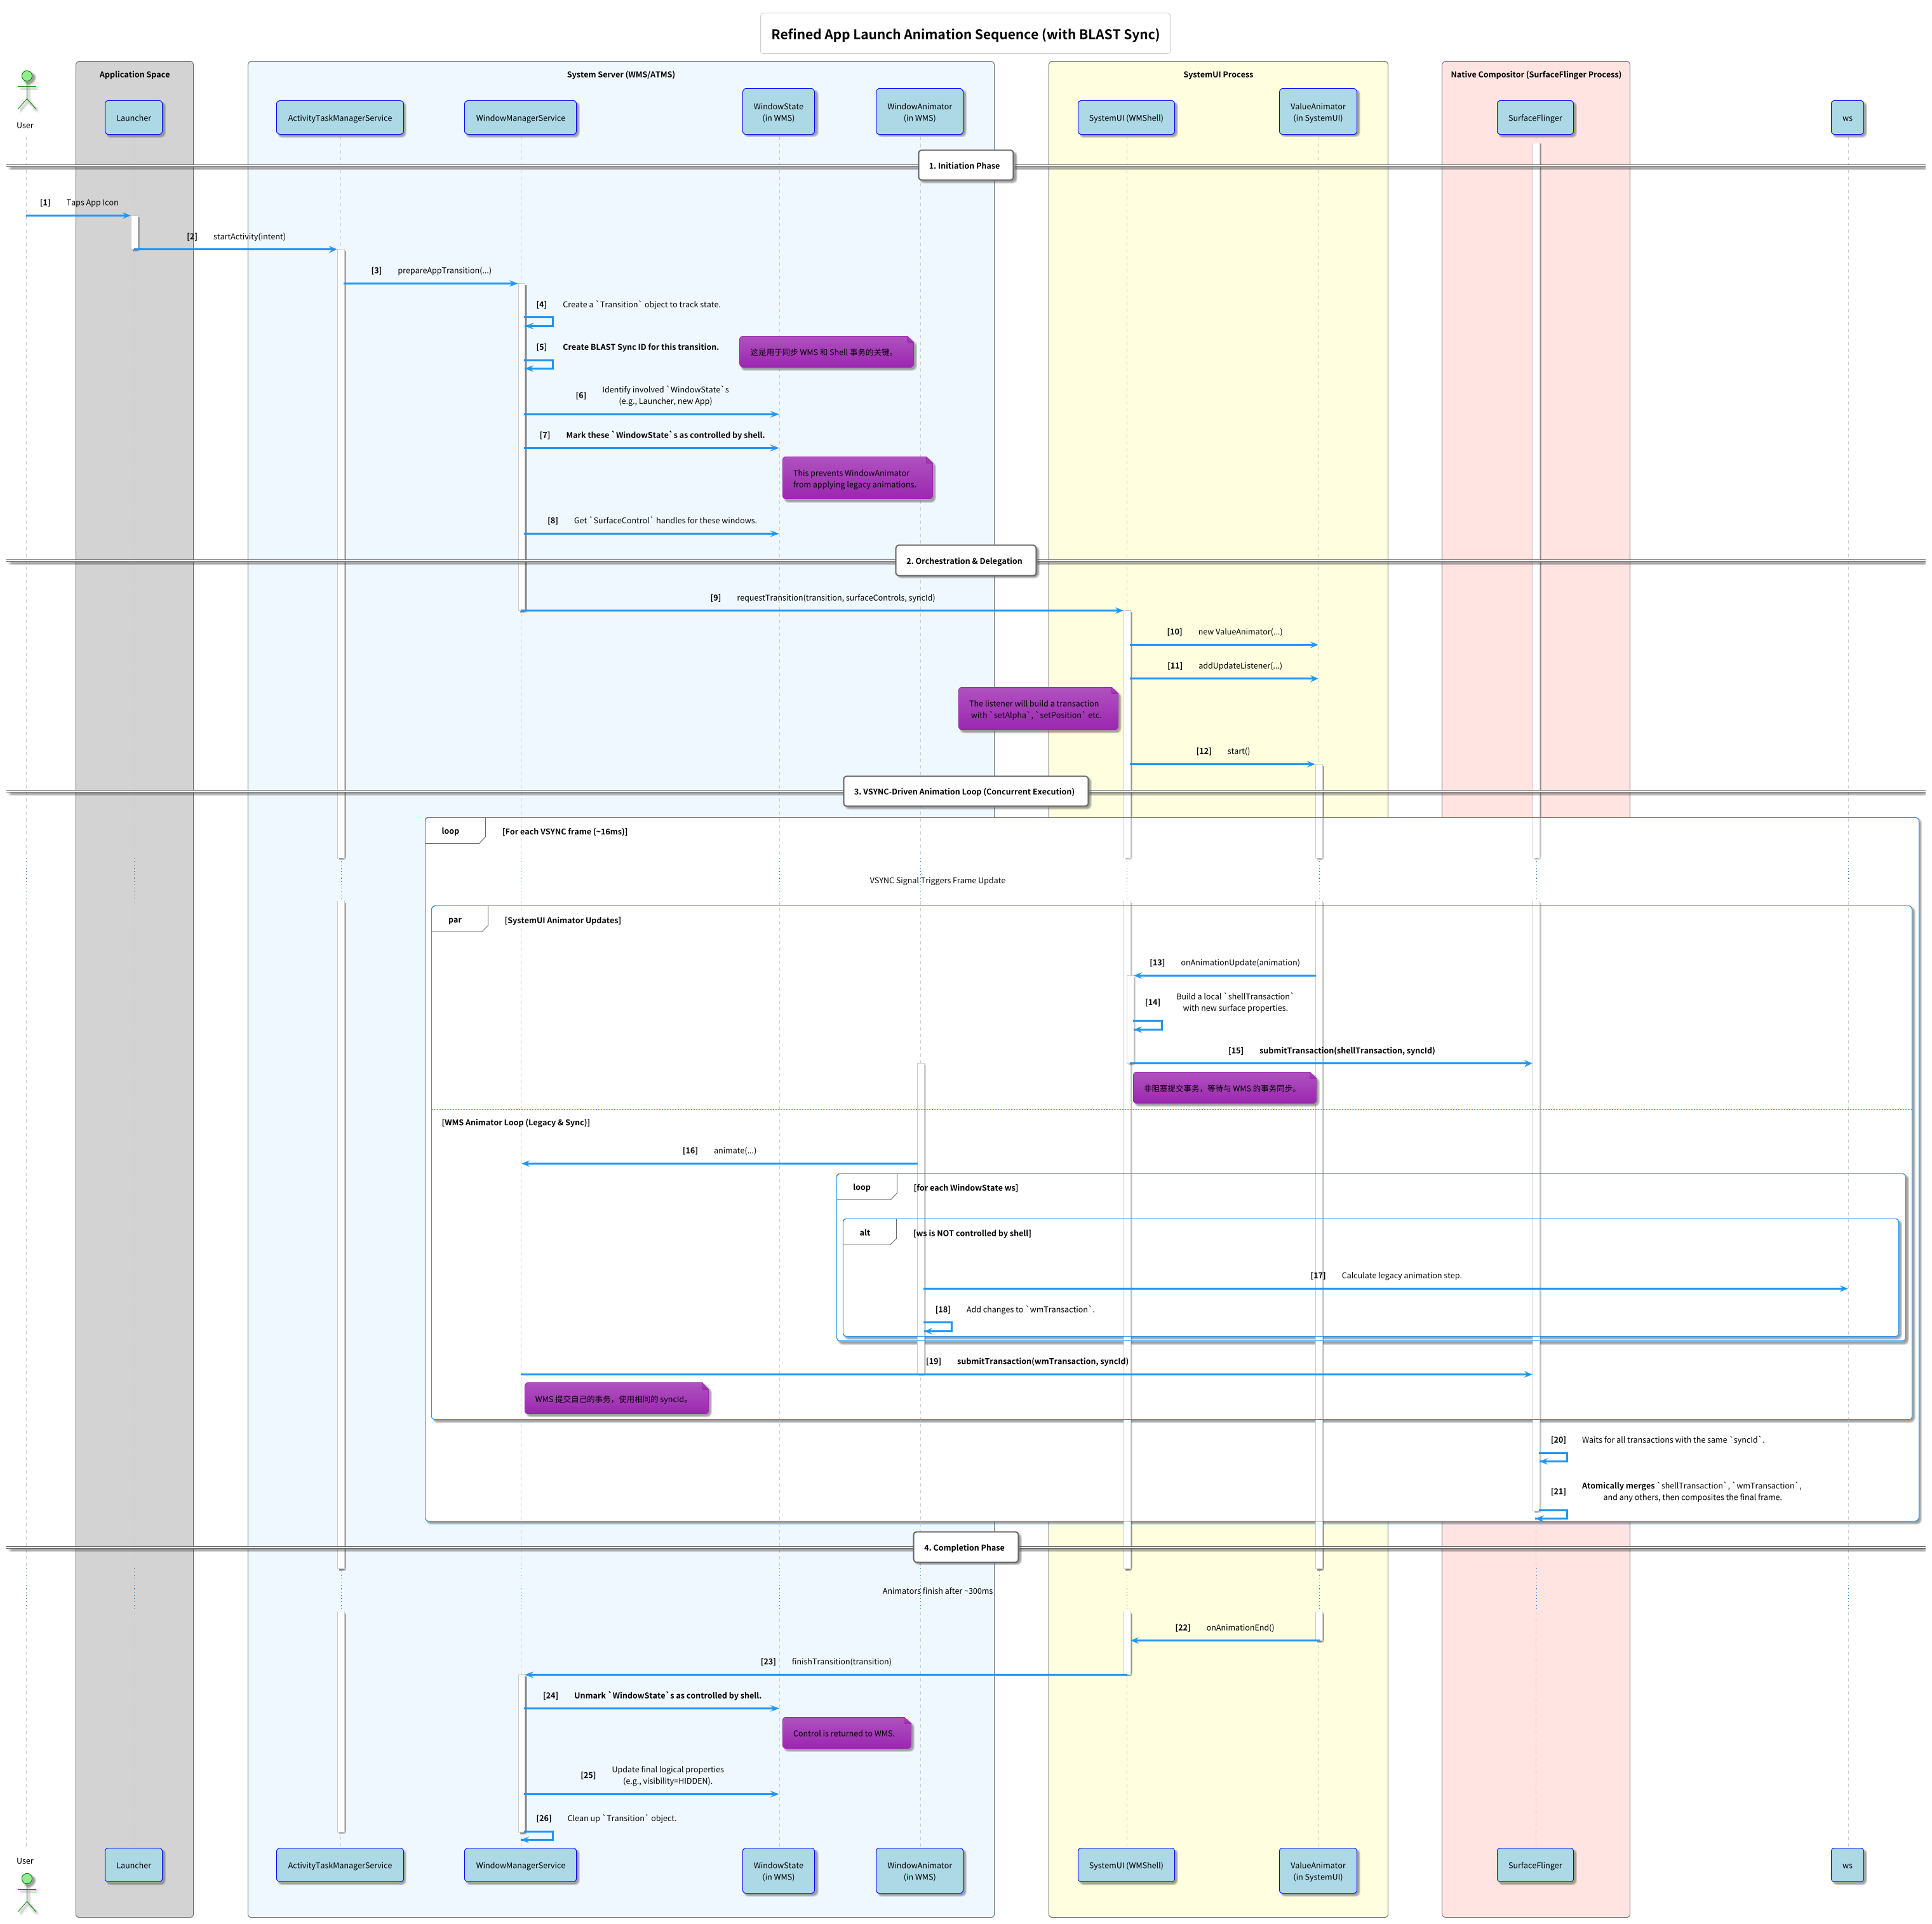 Refined App Launch Animation Sequence (with BLAST Sync)
Application Space
System Server (WMS/ATMS)
SystemUI Process
Native Compositor (SurfaceFlinger Process)
User
Launcher
ActivityTaskManagerService
WindowManagerService
WindowState
(in WMS)
WindowAnimator
(in WMS)
SystemUI (WMShell)
ValueAnimator
(in SystemUI)
SurfaceFlinger
ws
1. Initiation Phase
[1] Taps App Icon
[2] startActivity(intent)
[3] prepareAppTransition(...)
[4] Create a `Transition` object to track state.
[5] Create BLAST Sync ID for this transition.
这是用于同步 WMS 和 Shell 事务的关键。
[6] Identify involved `WindowState`s
(e.g., Launcher, new App)
[7] Mark these `WindowState`s as controlled by shell.
This prevents WindowAnimator
from applying legacy animations.
[8] Get `SurfaceControl` handles for these windows.
2. Orchestration & Delegation
[9] requestTransition(transition, surfaceControls, syncId)
[10] new ValueAnimator(...)
[11] addUpdateListener(...)
The listener will build a transaction
with `setAlpha`, `setPosition` etc.
[12] start()
3. VSYNC-Driven Animation Loop (Concurrent Execution)
loop [For each VSYNC frame (~16ms)]
VSYNC Signal Triggers Frame Update
par [SystemUI Animator Updates]
[13] onAnimationUpdate(animation)
[14] Build a local `shellTransaction`
with new surface properties.
[15] submitTransaction(shellTransaction, syncId)
非阻塞提交事务，等待与 WMS 的事务同步。
[WMS Animator Loop (Legacy & Sync)]
[16] animate(...)
loop [for each WindowState ws]
alt [ws is NOT controlled by shell]
[17] Calculate legacy animation step.
[18] Add changes to `wmTransaction`.
[19] submitTransaction(wmTransaction, syncId)
WMS 提交自己的事务，使用相同的 syncId。
[20] Waits for all transactions with the same `syncId`.
[21] Atomically merges `shellTransaction`, `wmTransaction`,
and any others, then composites the final frame.
4. Completion Phase
Animators finish after ~300ms
[22] onAnimationEnd()
[23] finishTransition(transition)
[24] Unmark `WindowState`s as controlled by shell.
Control is returned to WMS.
[25] Update final logical properties
(e.g., visibility=HIDDEN).
[26] Clean up `Transition` object.
User
Launcher
ActivityTaskManagerService
WindowManagerService
WindowState
(in WMS)
WindowAnimator
(in WMS)
SystemUI (WMShell)
ValueAnimator
(in SystemUI)
SurfaceFlinger
ws